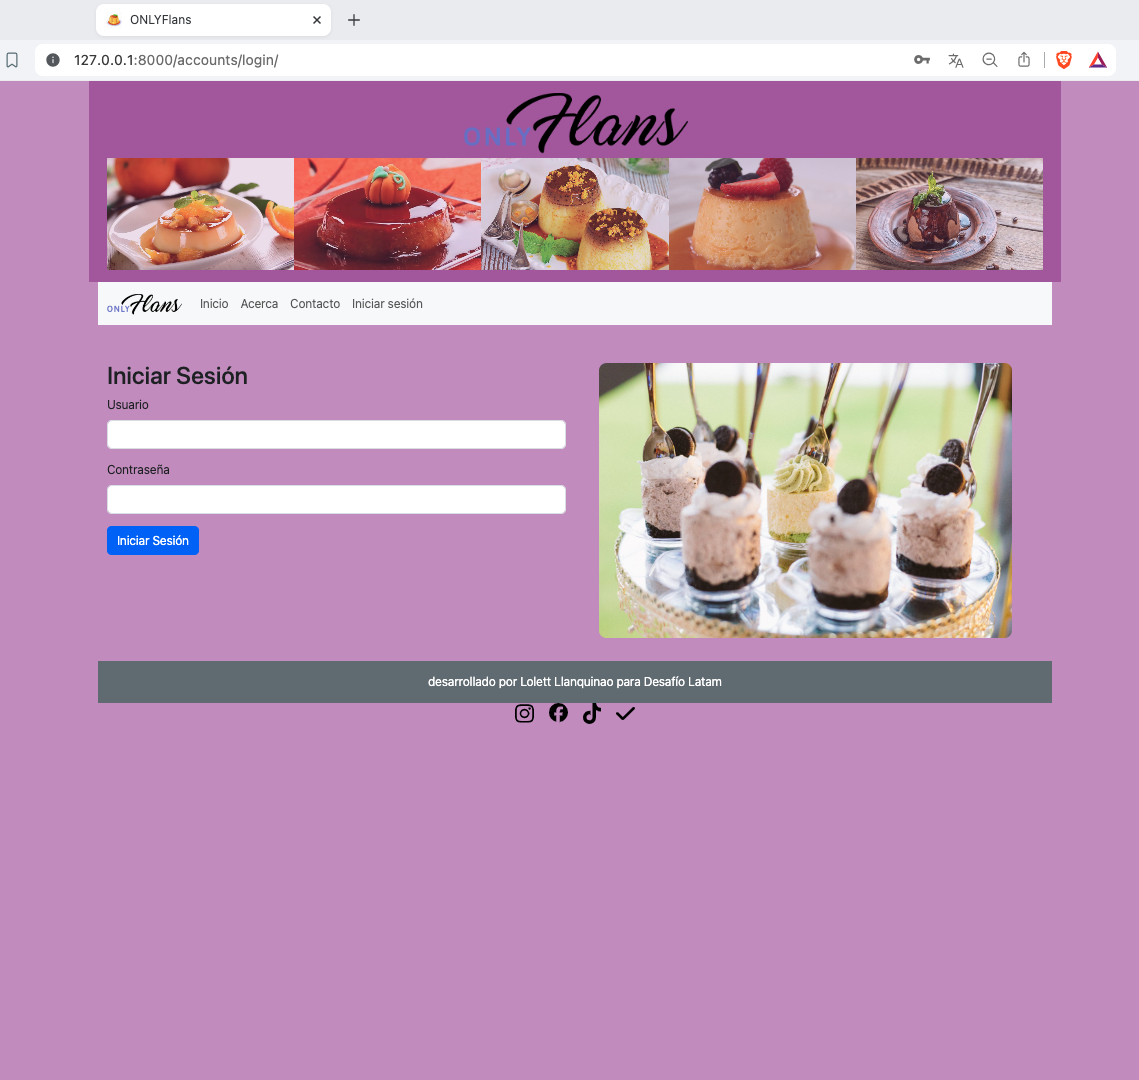 ONLYFlans
127.0.0.1:8000/accounts/login/
ONLY Flans
ONLY Flans Inicio Acerca Contacto Iniciar sesión
Iniciar Sesión
Usuario
Contraseña
Iniciar Sesión
desarrollado por Lolett Llanquinao para Desafío Latam